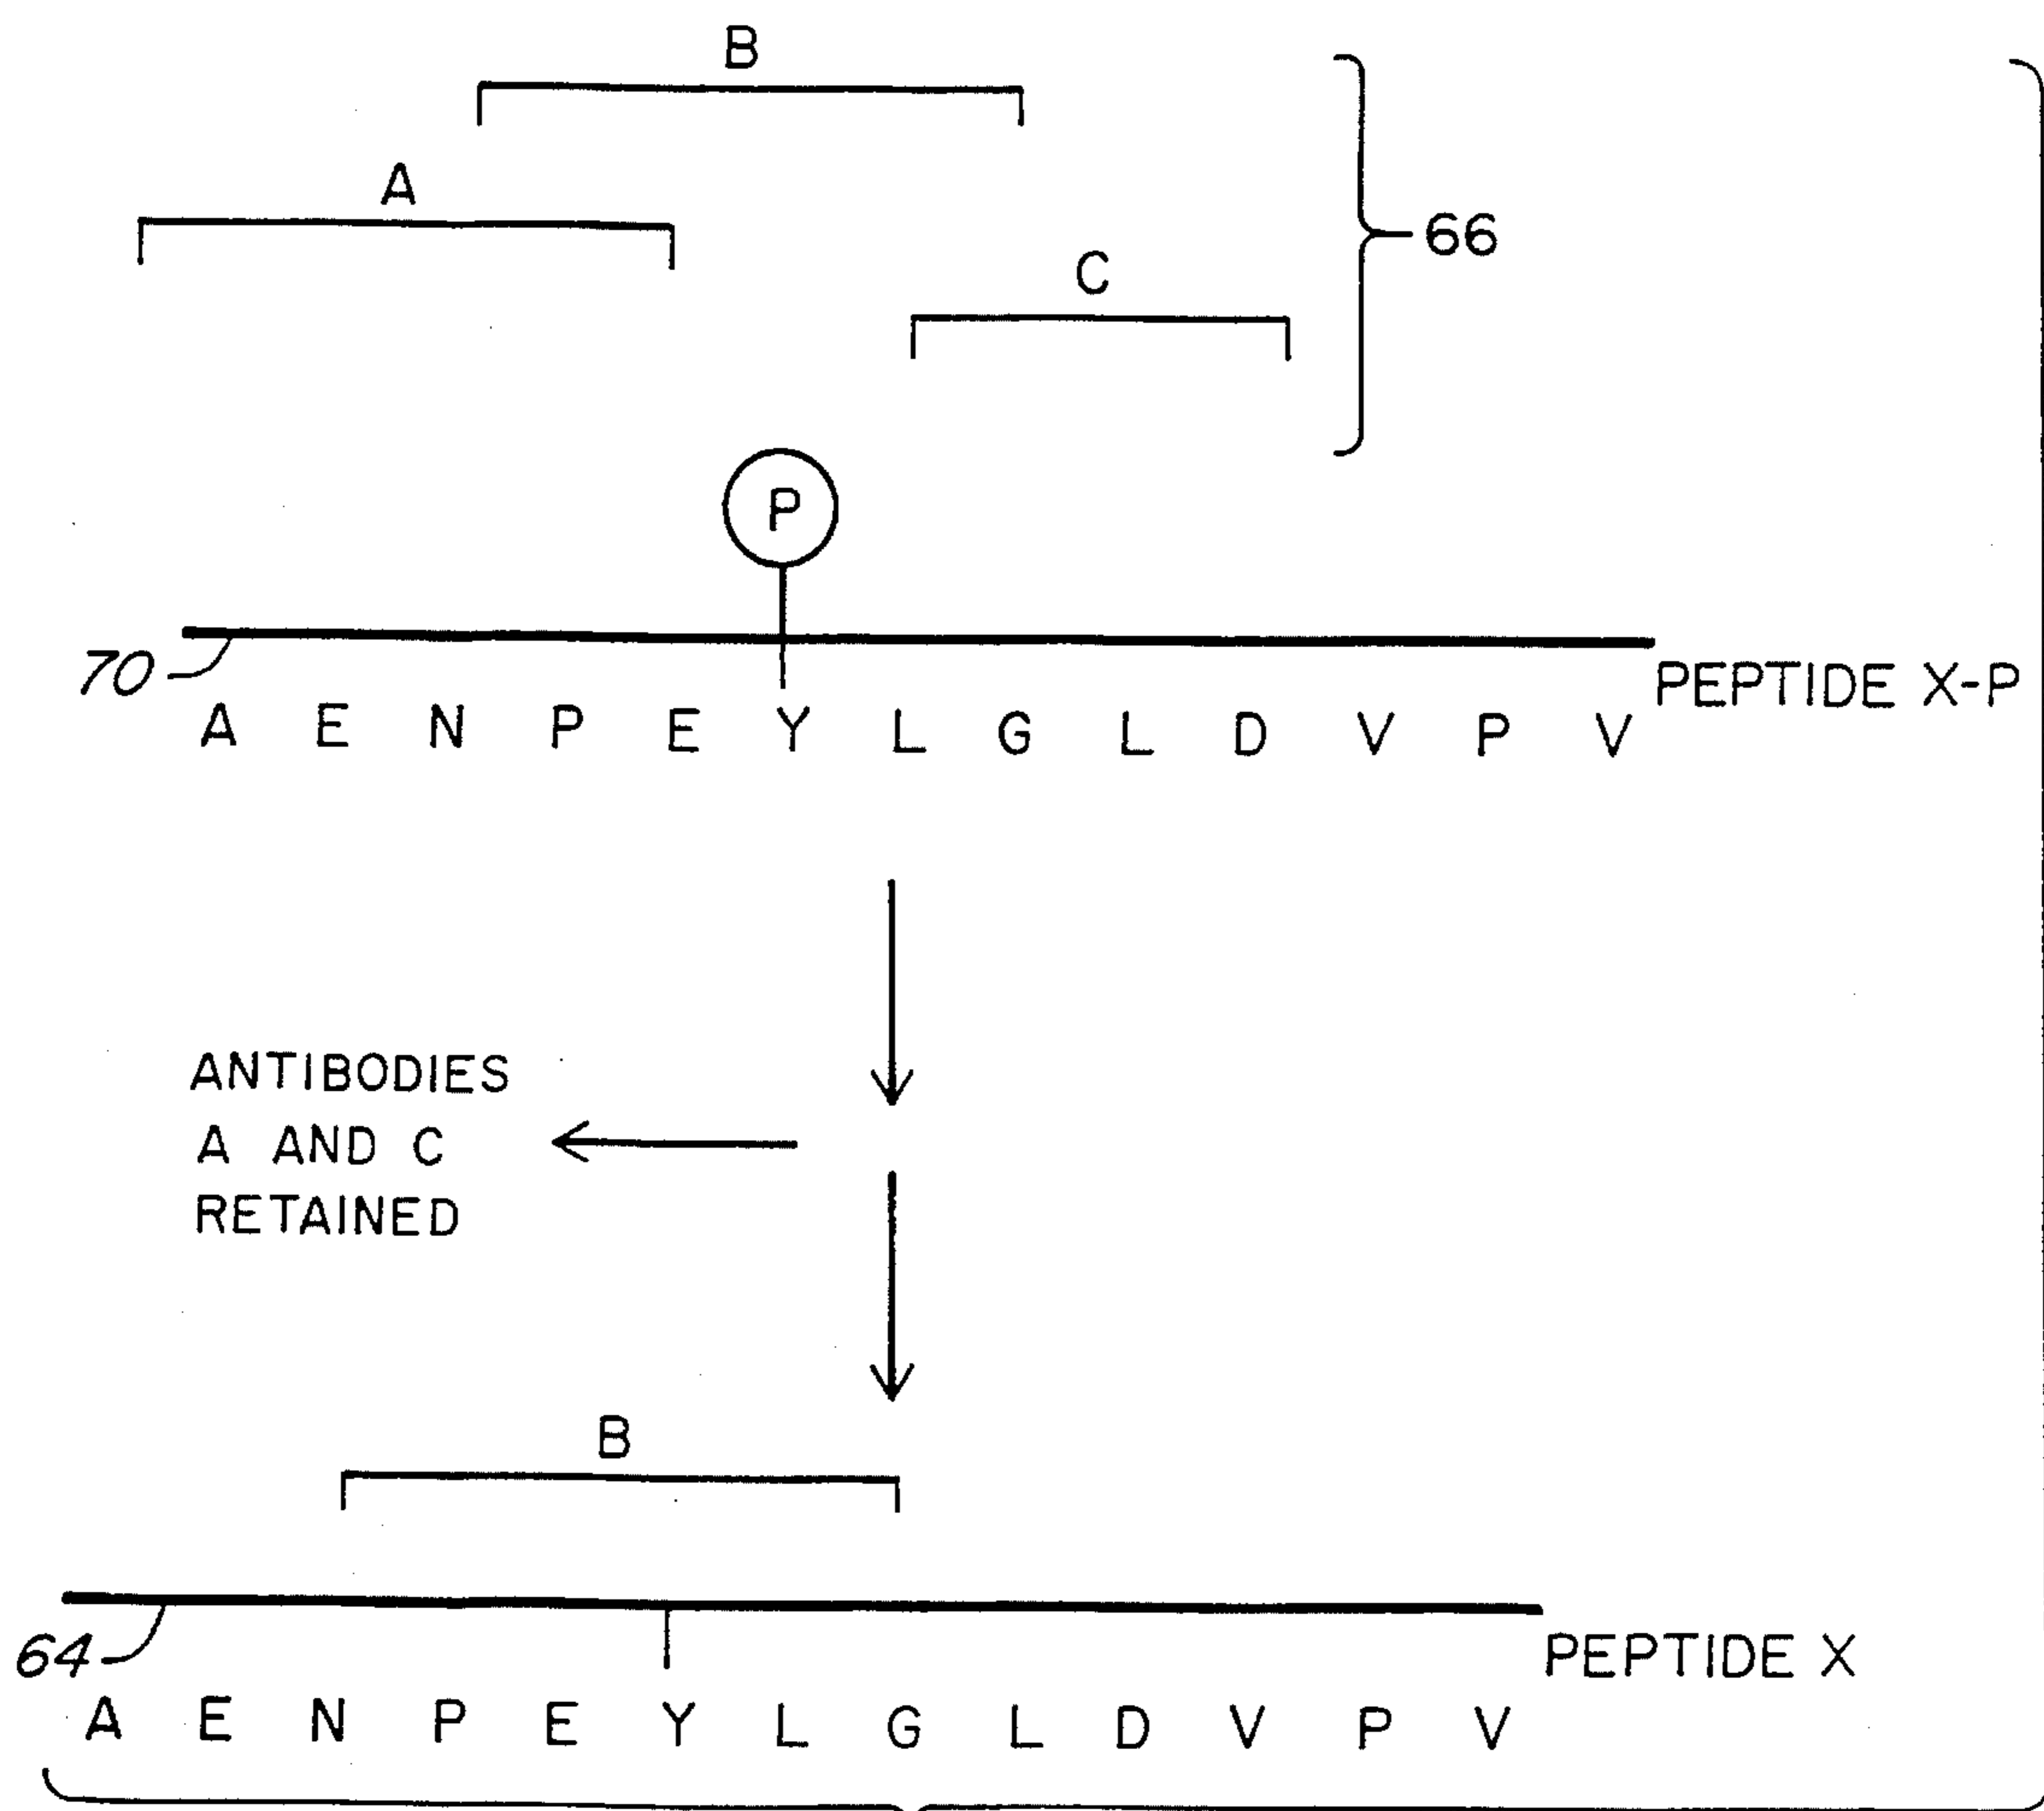 B
A
66
C
P
70
PEPTIDE X-P
A E N P E Y L G L D V P V
ANTIBODIES
A AND C
RETAINED
B
64
PEPTIDE X
A E N P E Y L G L D V P V